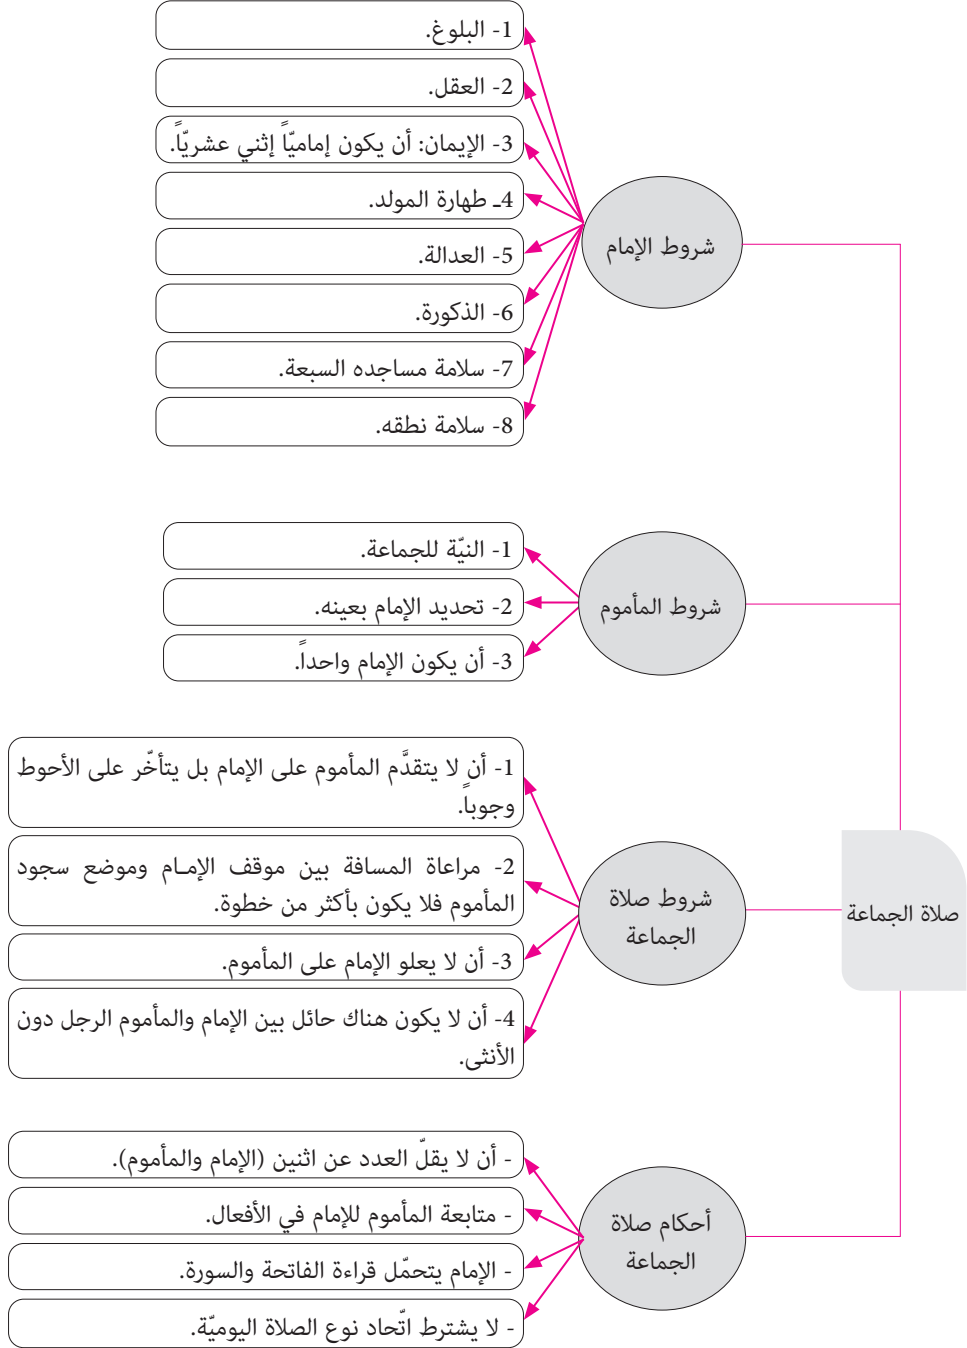 صلاة الجماعة
شروط الإمام
1- البلوغ.
2- العقل.
3- الإيمان: أن يكون إماميّاً إثني عشريّاً.
4ـ طهارة المولد.
5- العدالة.
6- الذكورة.
7- سلامة مساجده السبعة.
8- سلامة نطقه.
شروط المأموم
1- النيّة للجماعة.
2- تحديد الإمام بعينه.
3- أن يكون الإمام واحداً.
شروط صلاة
الجماعة
1- أن لا يتقدَّم المأموم على الإمام بل يتأخّر على الأحوط
وجوباً.
2- مراعاة المسافة بين موقف الإمـام وموضع سجود
المأموم فلا يكون بأكثر من خطوة.
3- أن لا يعلو الإمام على المأموم.
4- أن لا يكون هناك حائل بين الإمام والمأموم الرجل دون
الأنثى.
أحكام صلاة
الجماعة
- أن لا يقلّ العدد عن اثنين (الإمام والمأموم).
- متابعة المأموم للإمام في الأفعال.
- الإمام يتحمّل قراءة الفاتحة والسورة.
- لا يشترط اتّحاد نوع الصلاة اليوميّة.